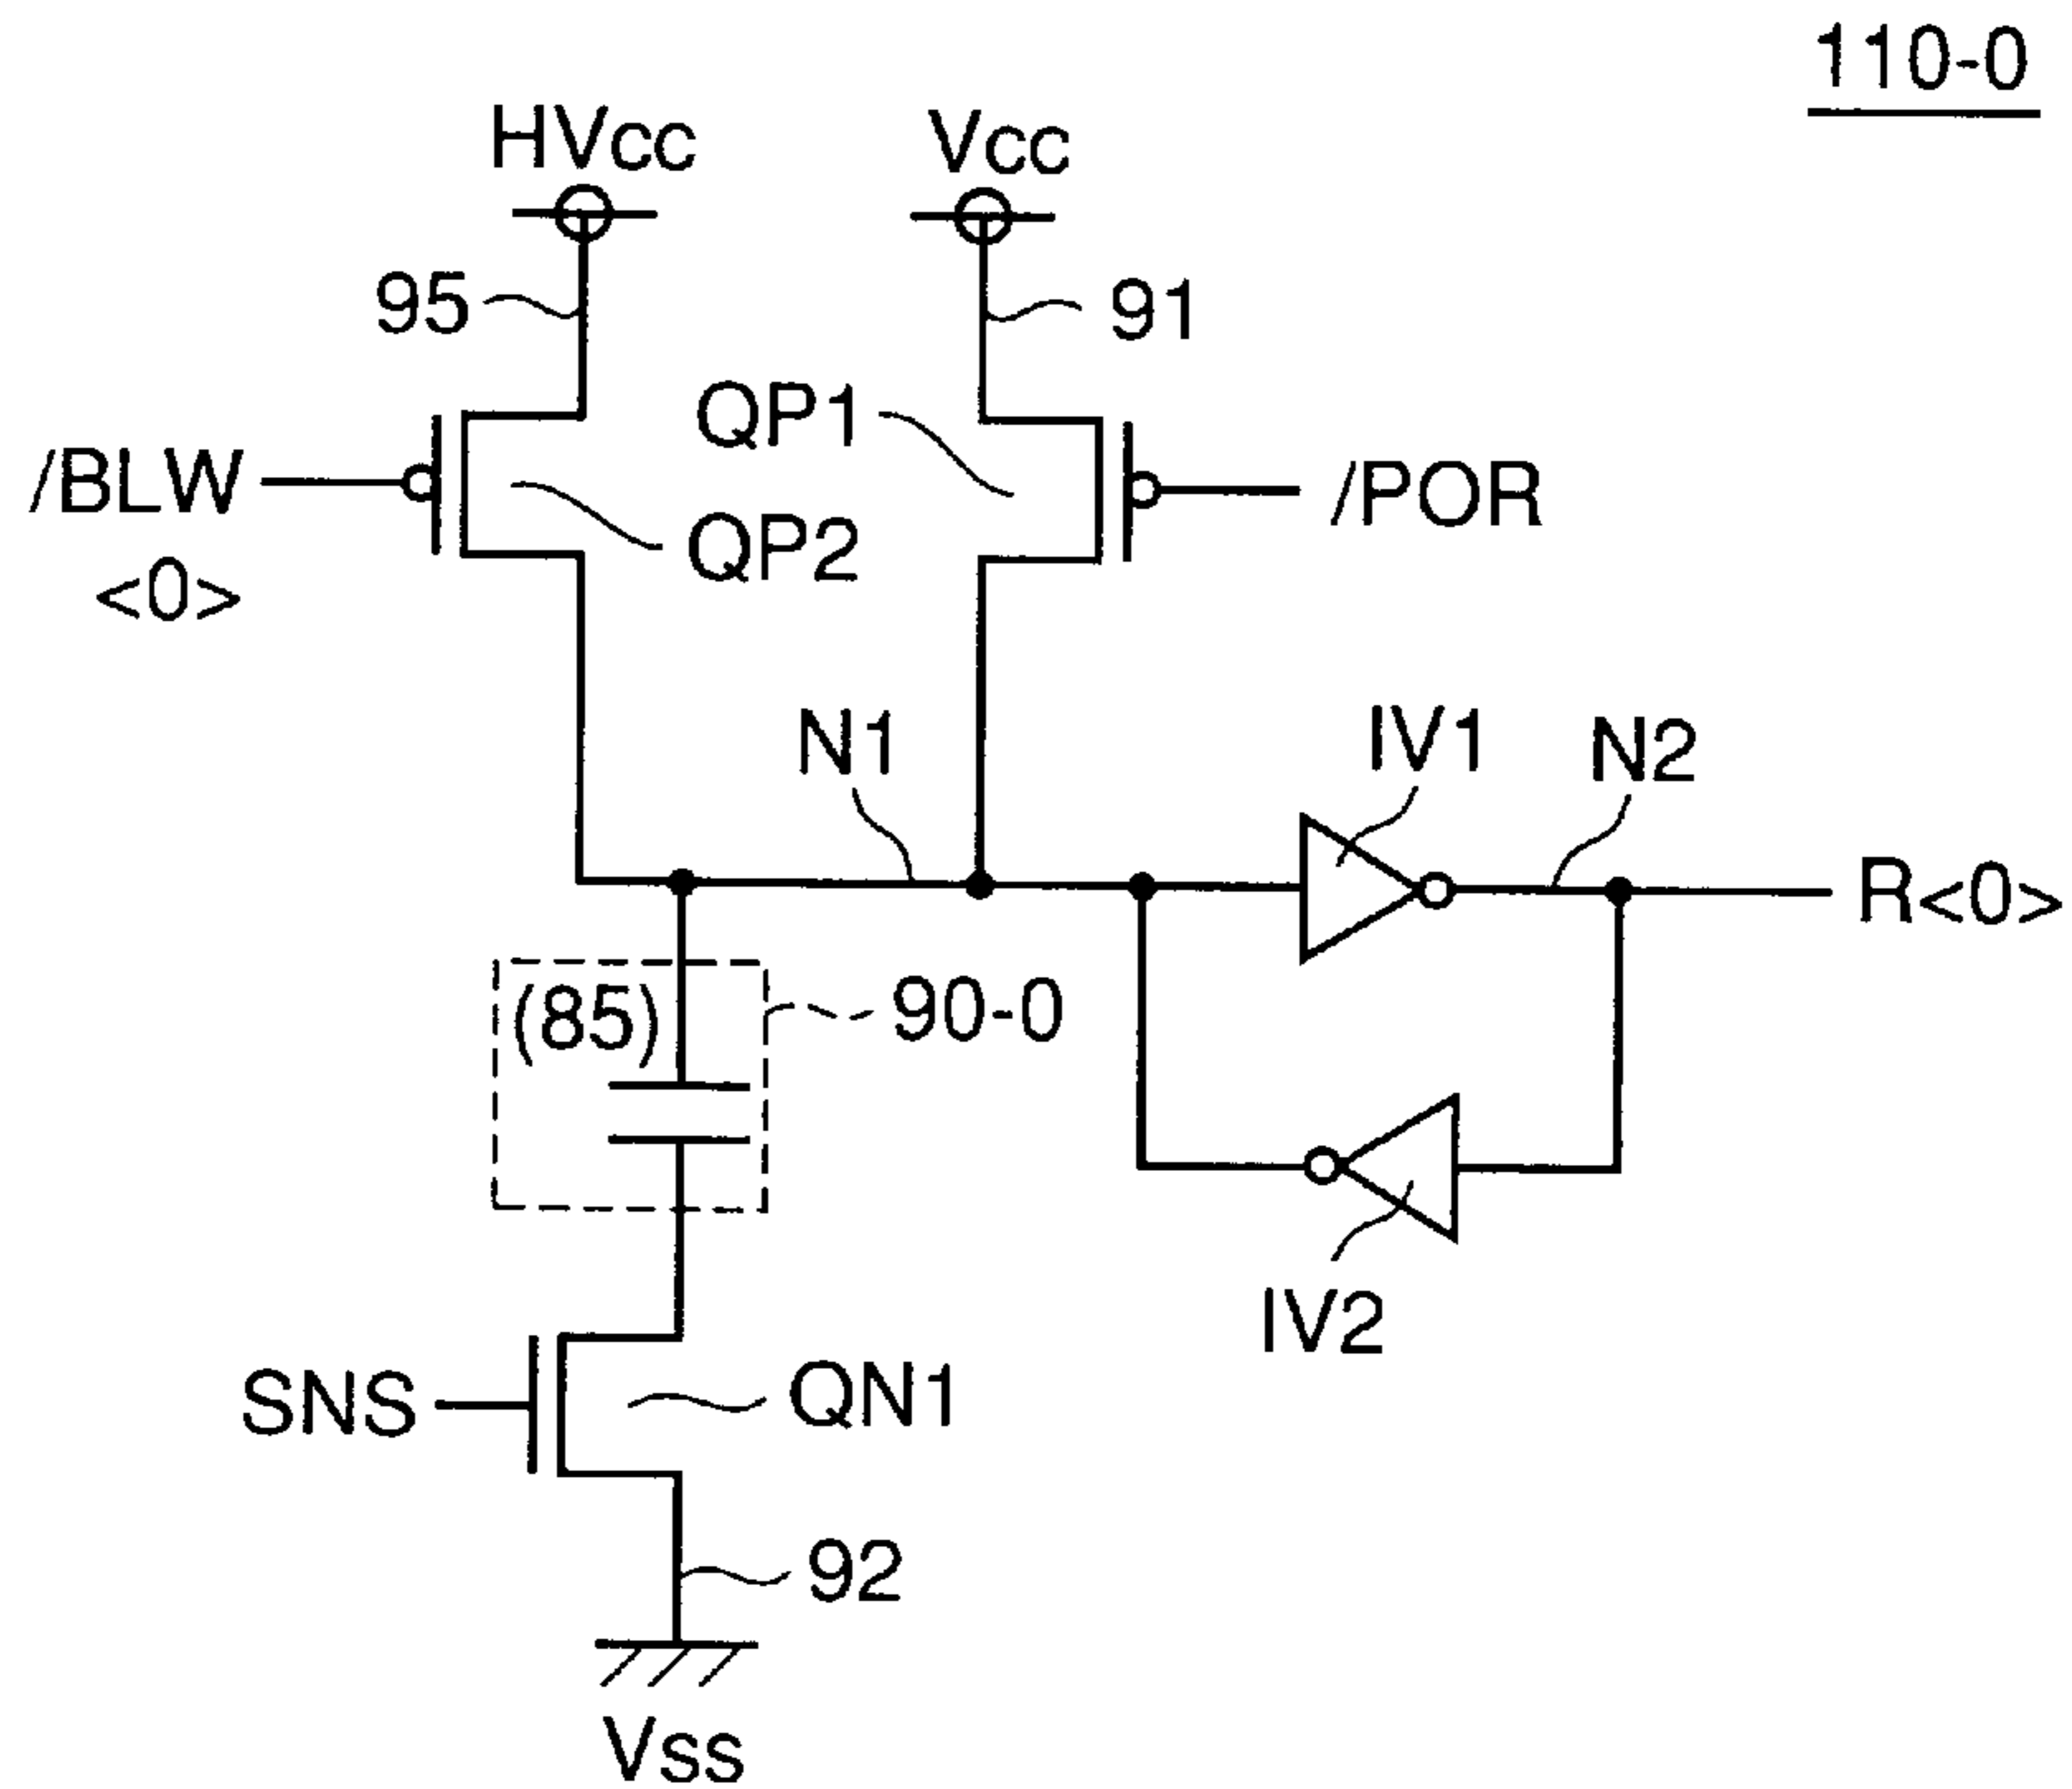 110-0
HVcc
Vcc
95
91
QP1
/BLW
<0>
QP2
/POR
N1
IV1
N2
R<0>
(85)
90-0
IV2
SNS
QN1
92
Vss